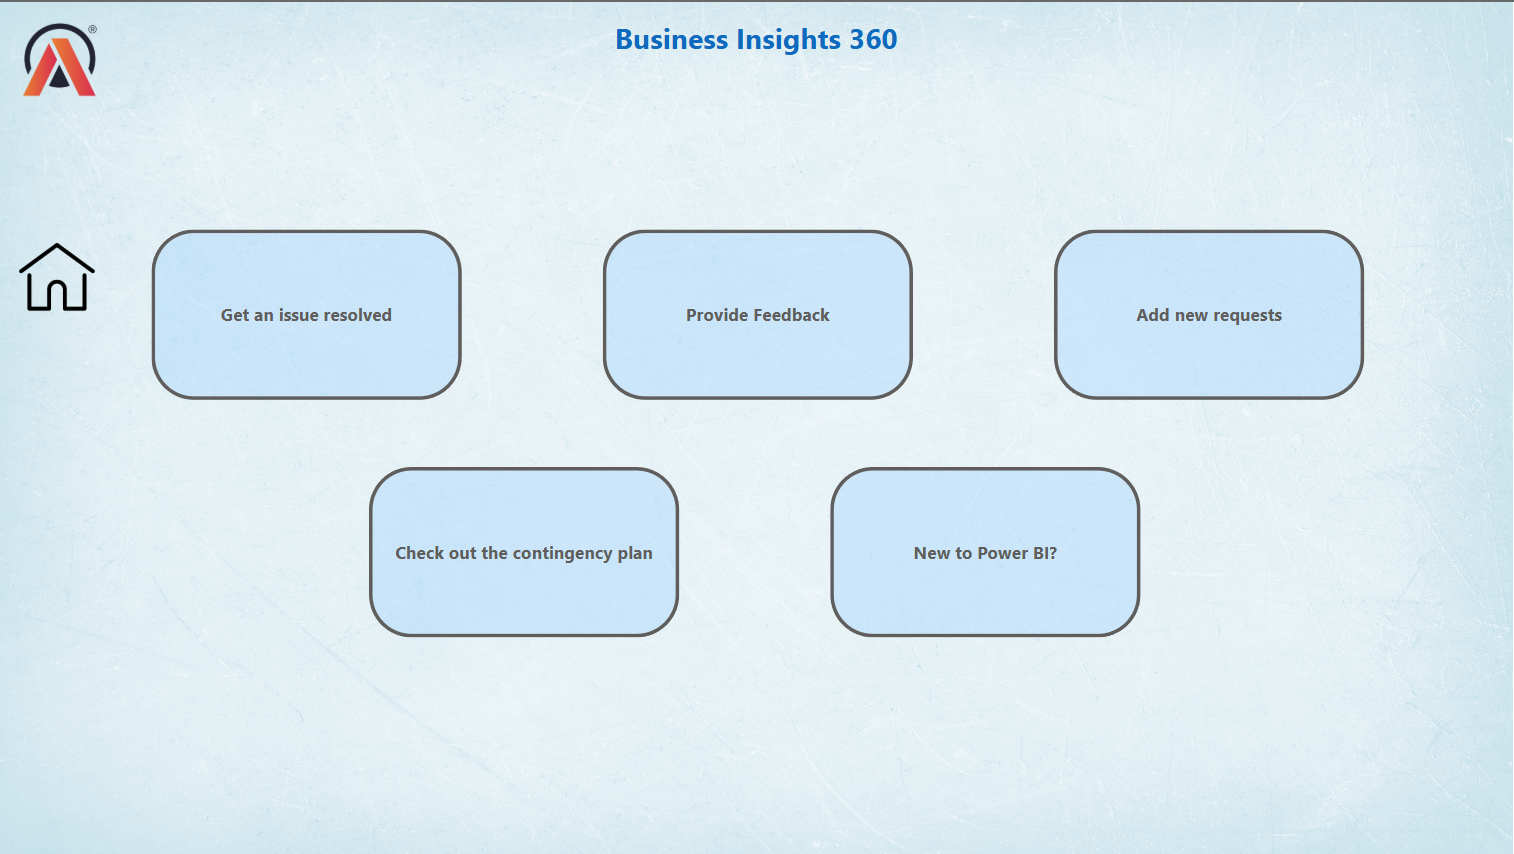 ®
Business Insights 360
Get an issue resolved
Provide Feedback
Add new requests
Check out the contingency plan
New to Power BI?